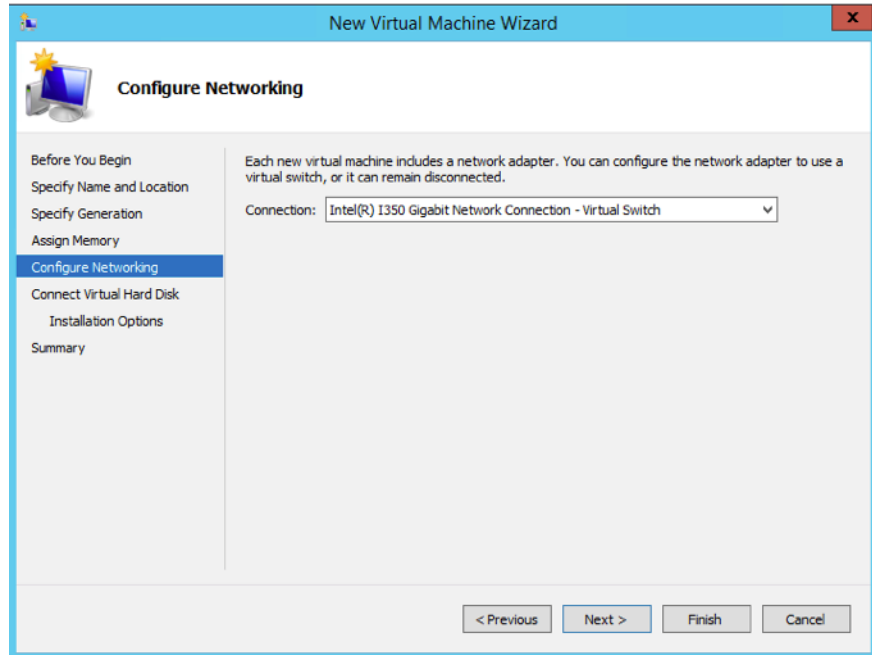 New Virtual Machine Wizard
x
Configure Networking
Before You Begin
Specify Name and Location
Specify Generation
Assign Memory
Configure Networking
Connect Virtual Hard Disk
Installation Options
Summary
Each new virtual machine includes a network adapter. You can configure the network adapter to use a
virtual switch, or it can remain disconnected.
Connection: Intel(R) I350 Gigabit Network Connection - Virtual Switch
< Previous Next > Finish Cancel